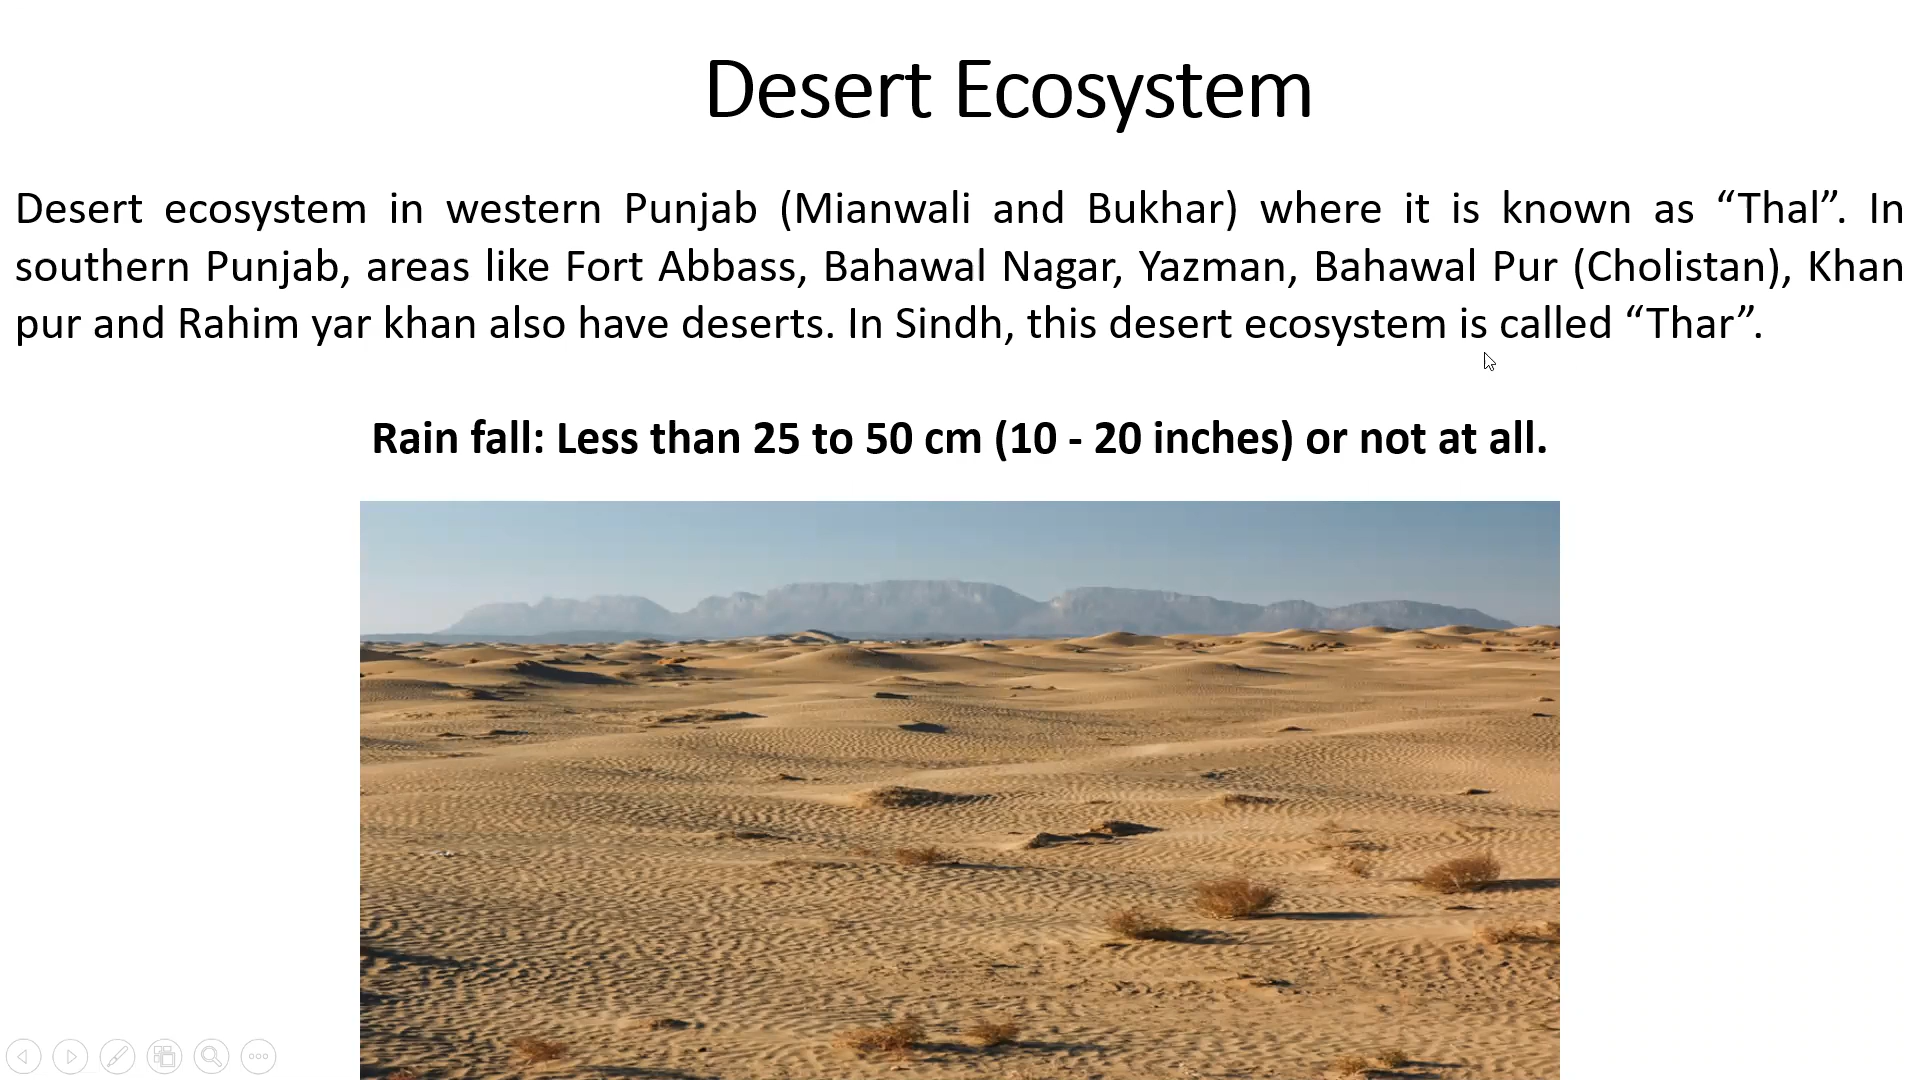 Desert Ecosystem
Desert ecosystem in western Punjab (Mianwali and Bukhar) where it is known as “Thal”. In
southern Punjab, areas like Fort Abbass, Bahawal Nagar, Yazman, Bahawal Pur (Cholistan), Khan
pur and Rahim yar khan also have deserts. In Sindh, this desert ecosystem is called “Thar”.
Rain fall: Less than 25 to 50 cm (10 - 20 inches) or not at all.